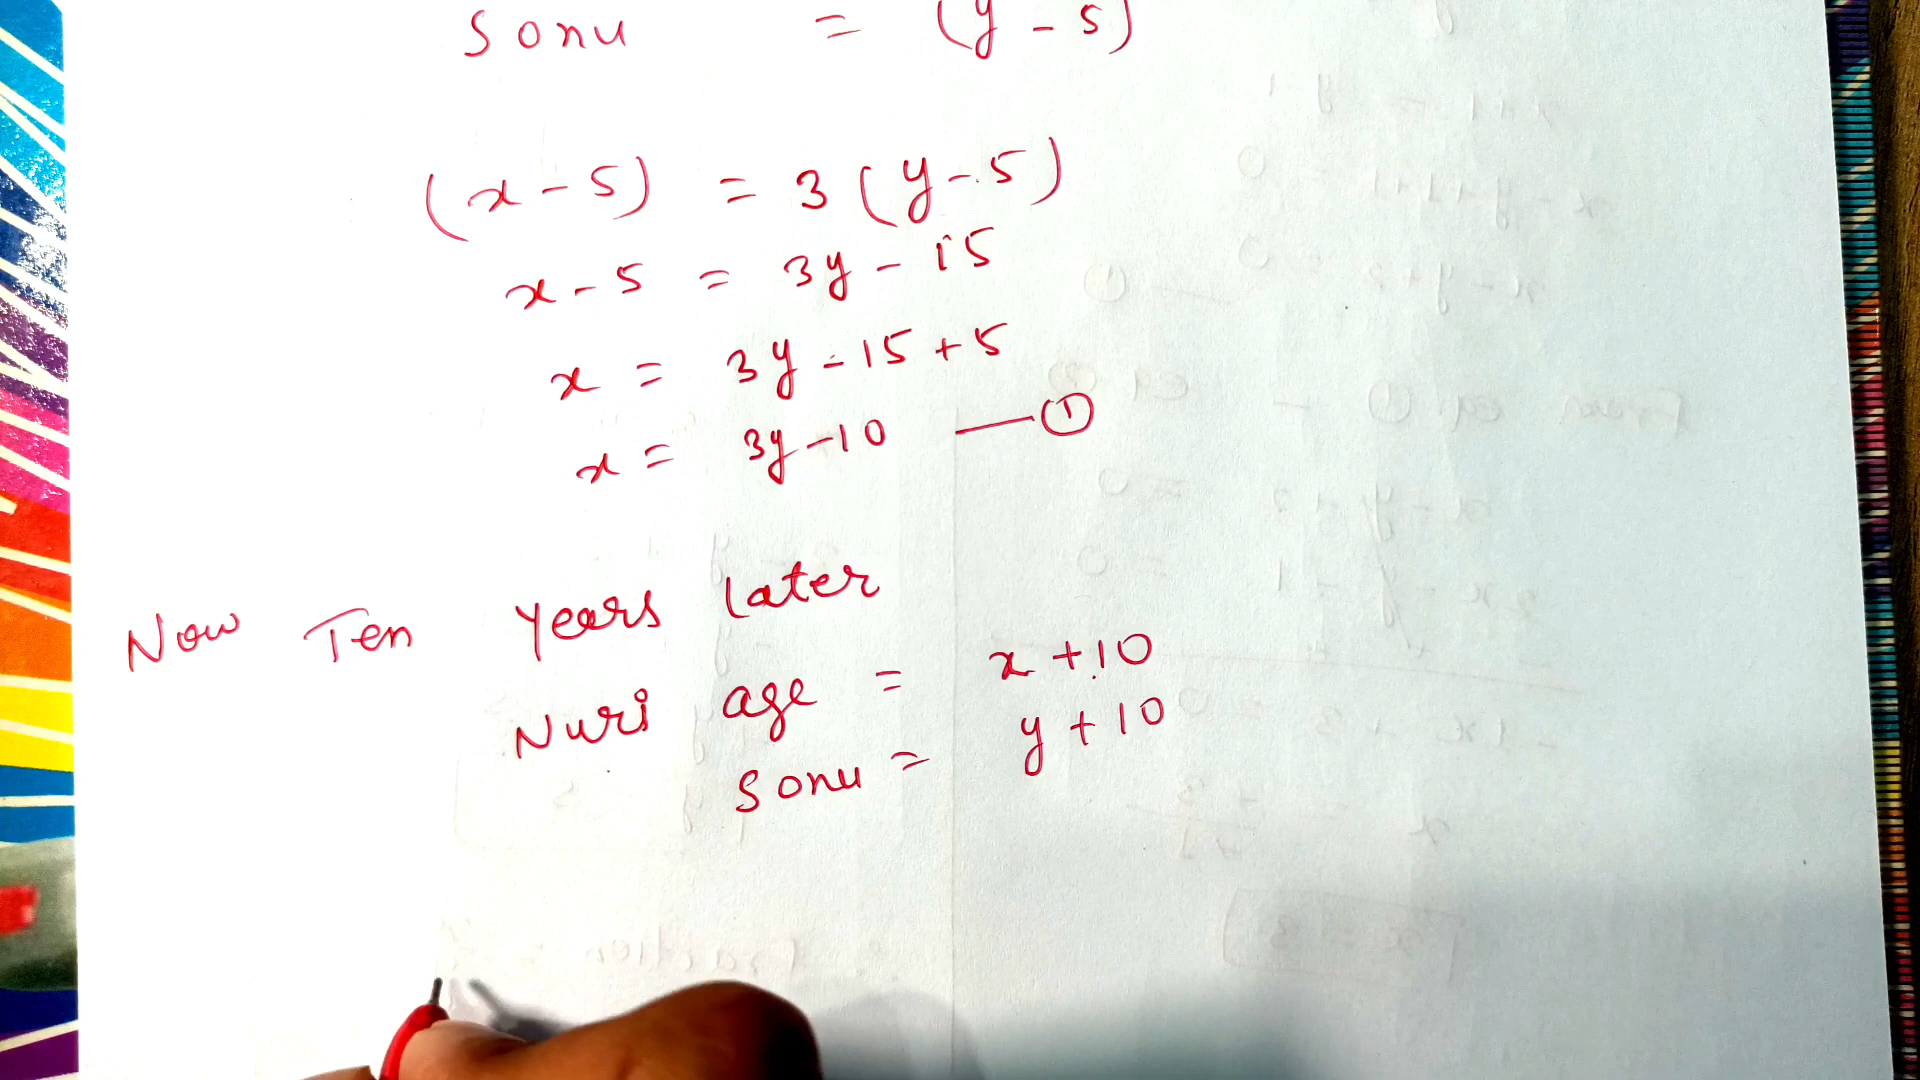 Sonu = (y - 5)
(x - 5) = 3 (y - 5)
x - 5 = 3y - 15
x = 3y - 15 + 5
x = 3y - 10 — ①
Now Ten years later
Nuri age = x + 10
Sonu = y + 10